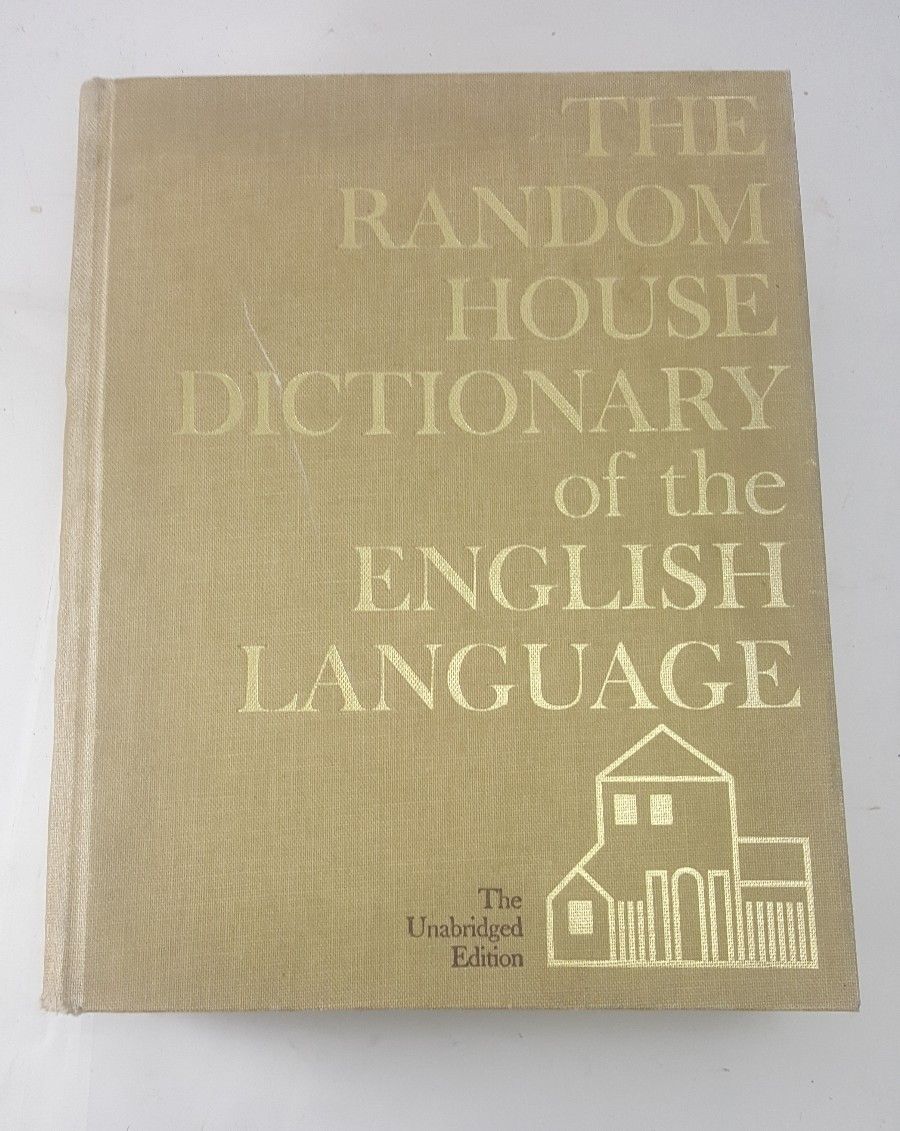 THE
RANDOM
HOUSE
DICTIONARY
of the
ENGLISH
LANGUAGE
The
Unabridged
Edition